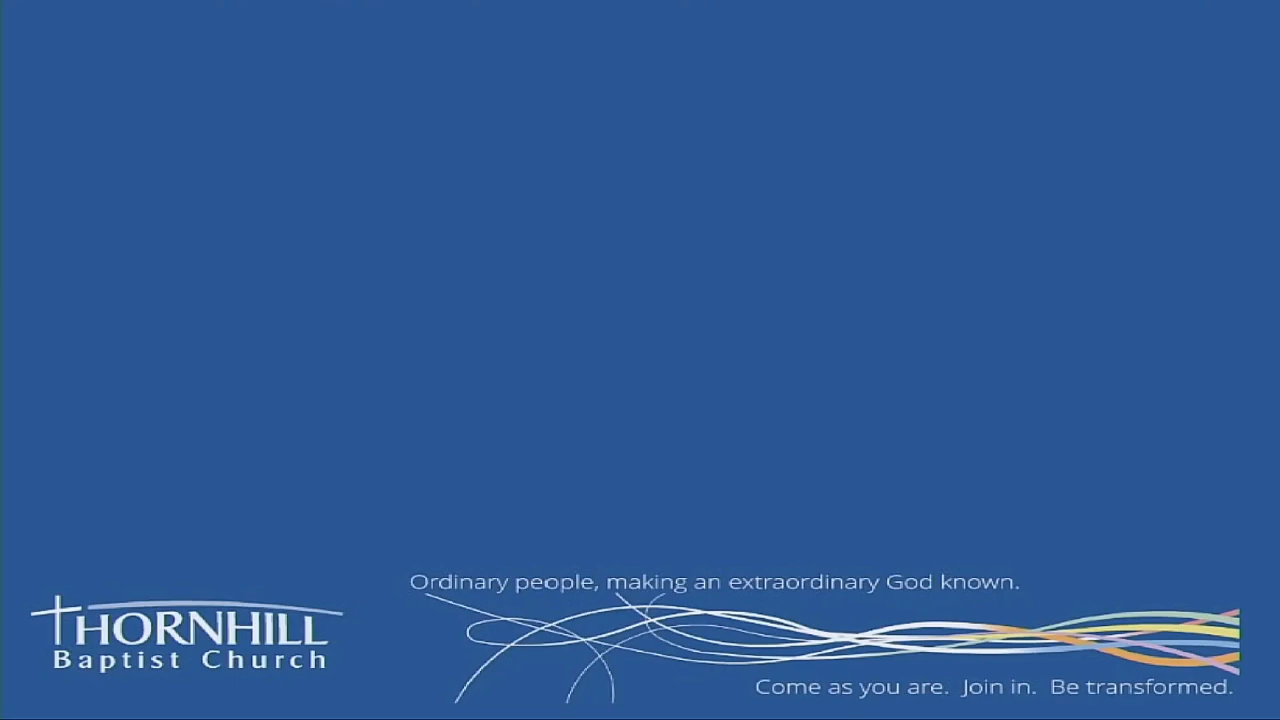 Ordinary people, making an extraordinary God known.
THORNHILL
Baptist Church
Come as you are. Join in. Be transformed.